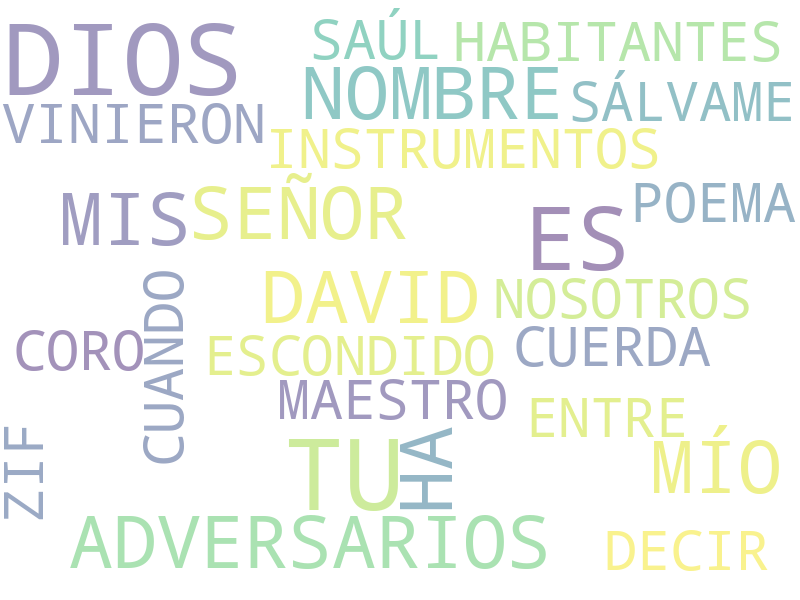 DIOS
SAÚL
HABITANTES
NOMBRE
SÁLVAME
VINIERON
INSTRUMENTOS
MIS
SEÑOR
POEMA
ES
DAVID
NOSOTROS
CUANDO
CORO
ESCONDIDO
CUERDA
MAESTRO
ENTRE
ZIF
TU
HA
MÍO
ADVERSARIOS
DECIR